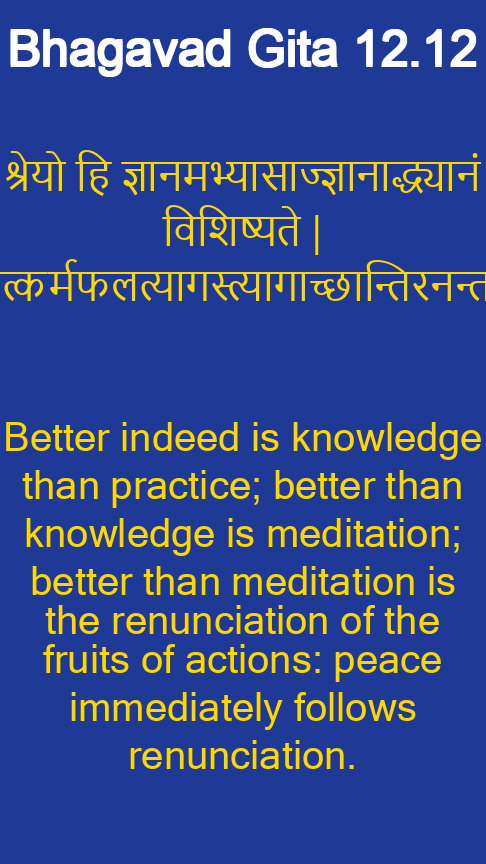 Bhagavad Gita 12.12
श्रेयो हि ज्ञानमभ्यासाज्ज्ञानाद्ध्यानं
विशिष्यते |
त्कर्मफलत्यागस्त्यागाच्छान्तिरनन्त
Better indeed is knowledge
than practice; better than
knowledge is meditation;
better than meditation is
the renunciation of the
fruits of actions: peace
immediately follows
renunciation.